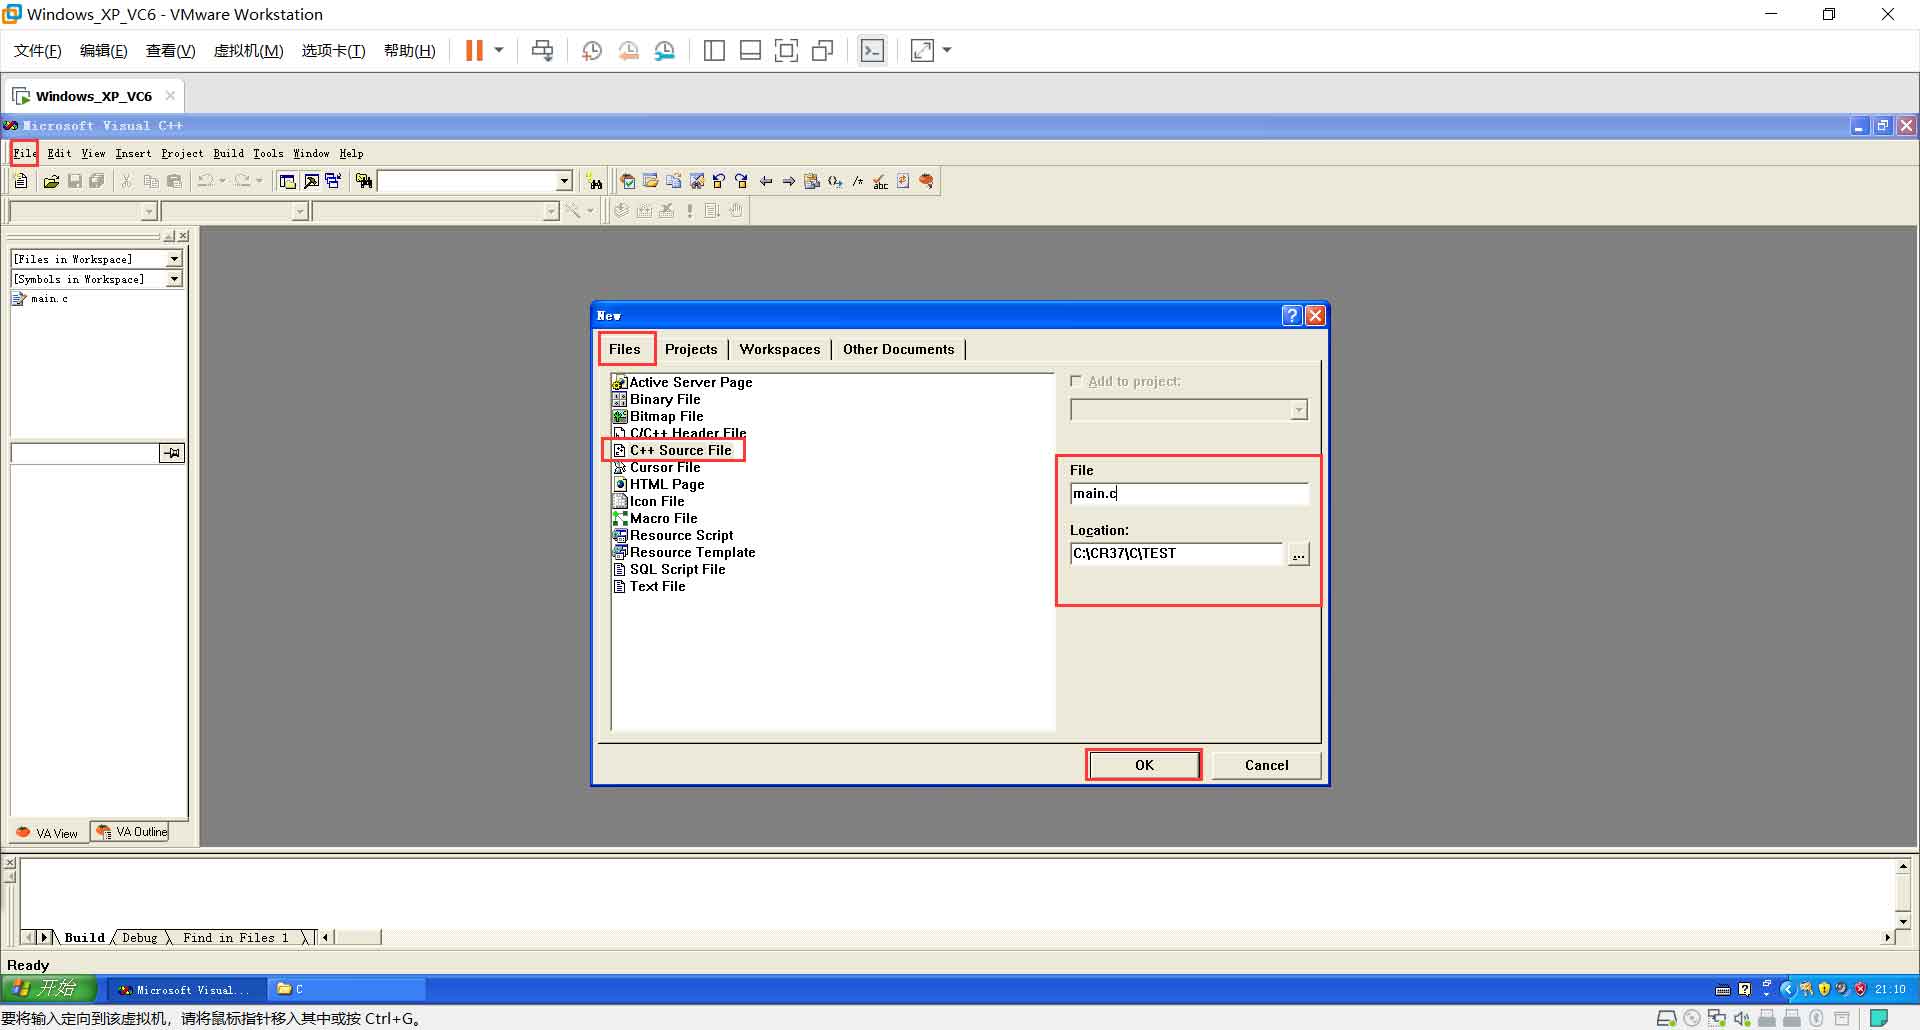 Windows_XP_VC6 - VMware Workstation
文件(F) 编辑(E) 查看(V) 虚拟机(M) 选项卡(T) 帮助(H)
Windows_XP_VC6
Microsoft Visual C++
File Edit View Insert Project Build Tools Window Help
[Files in Workspace]
[Symbols in Workspace]
main.c
New
Files Projects Workspaces Other Documents
Active Server Page
Binary File
Bitmap File
C/C++ Header File
C++ Source File
Cursor File
HTML Page
Icon File
Macro File
Resource Script
Resource Template
SQL Script File
Text File
Add to project:
File
main.c
Location:
C:\CR37\C\TEST
...
OK Cancel
VA View VA Outline
Build Debug Find in Files 1
Ready
开始 Microsoft Visual... C 21:10
要将输入定向到该虚拟机，请将鼠标指针移入其中或按 Ctrl+G。